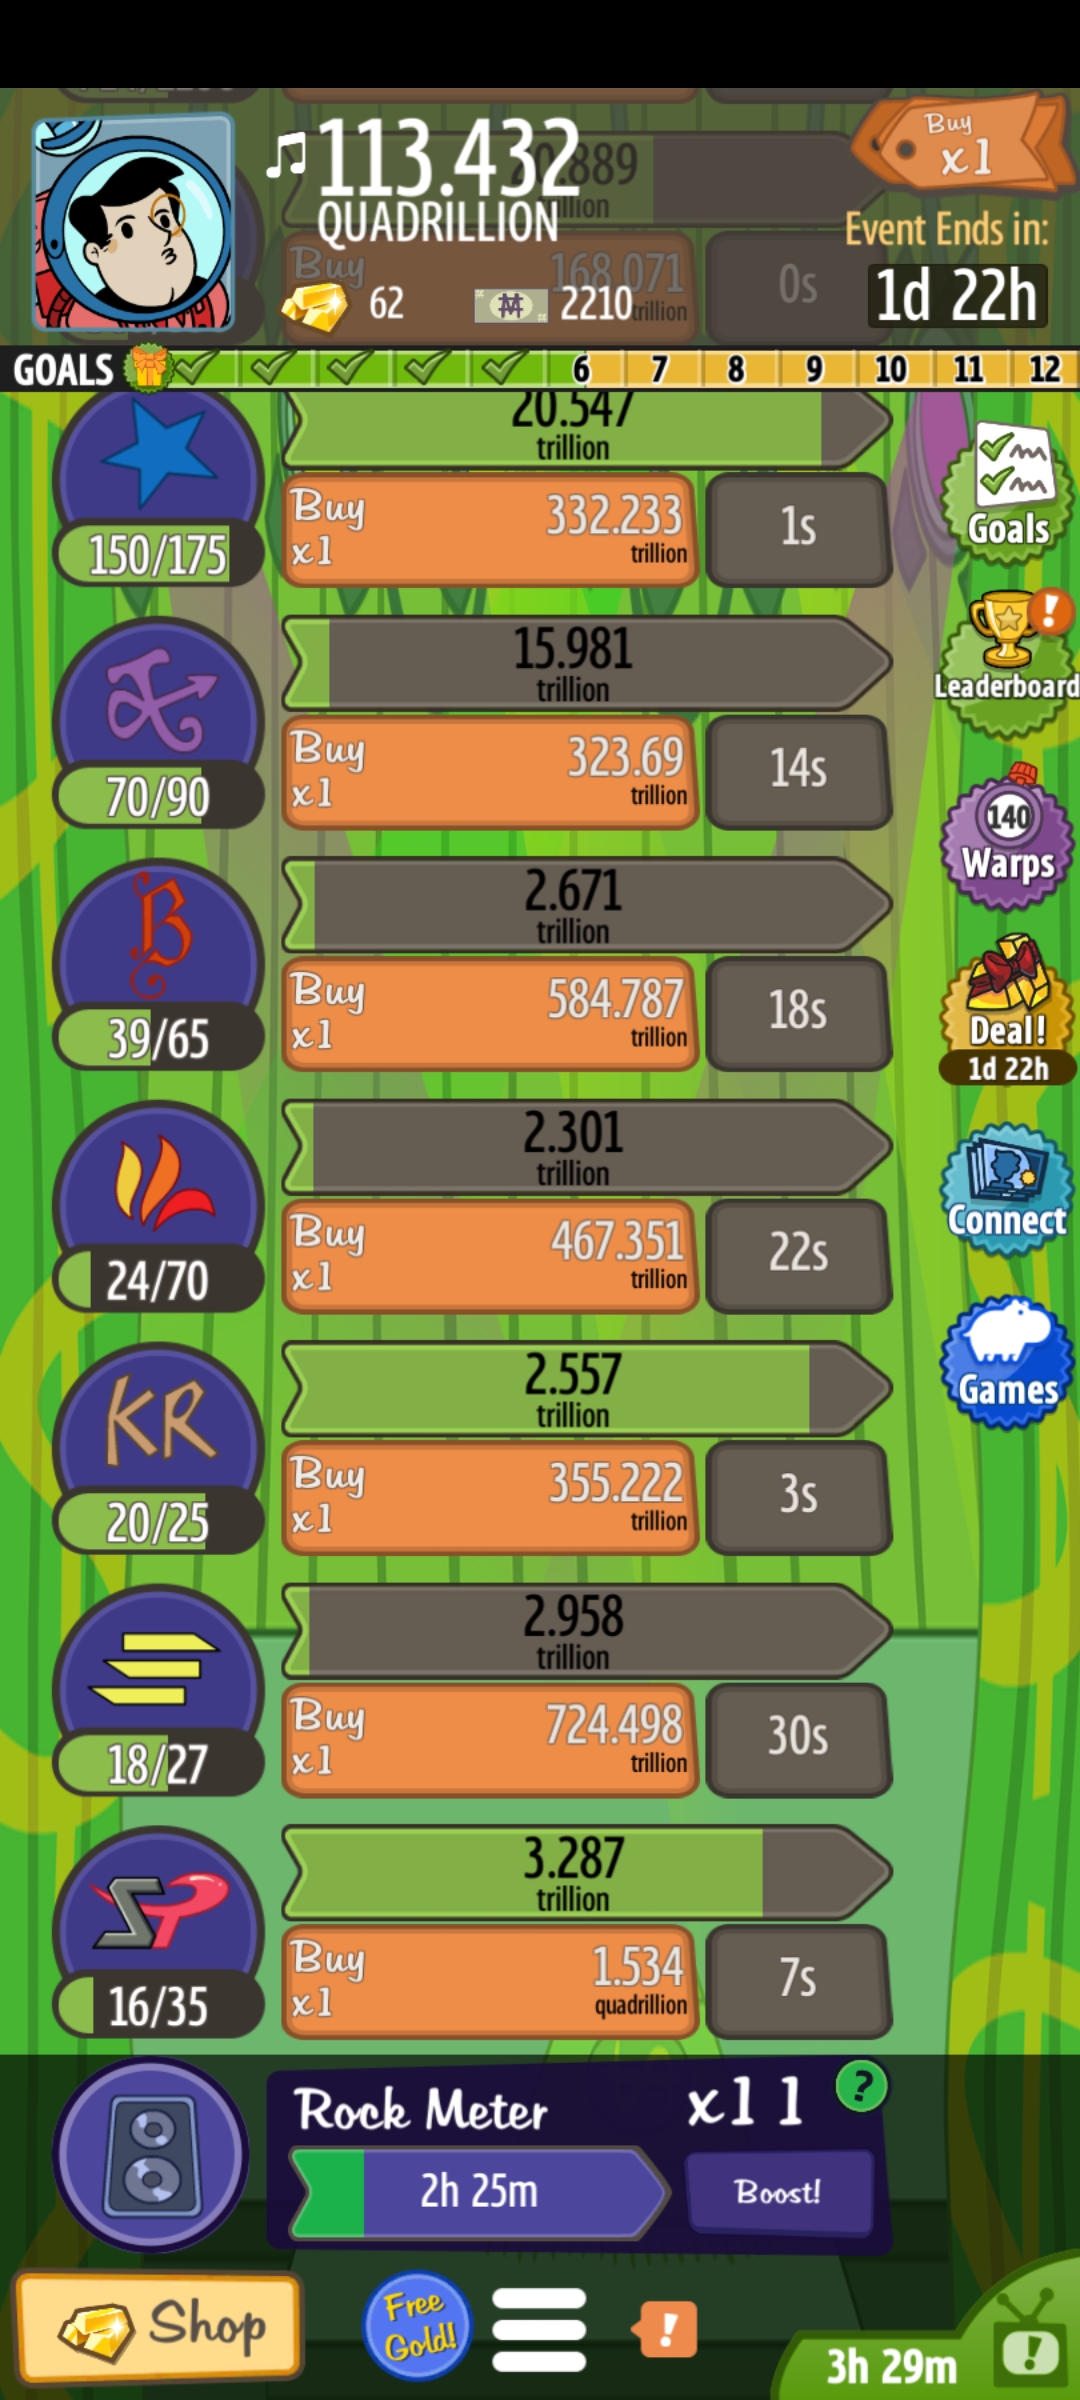 113.432
QUADRILLION
Buy
x1
Event Ends in:
1d 22h
62
2210
Buy
168.071
trillion
0s
GOALS 6 7 8 9 10 11 12
20.547
trillion
Buy
x1
332.233
trillion
1s
150/175
Goals
15.981
trillion
Buy
x1
323.69
trillion
14s
70/90
Leaderboard
140
Warps
2.671
trillion
Buy
x1
584.787
trillion
18s
39/65
Deal!
1d 22h
2.301
trillion
Buy
x1
467.351
trillion
22s
24/70
Connect
KR
2.557
trillion
Buy
x1
355.222
trillion
3s
20/25
Games
2.958
trillion
Buy
x1
724.498
trillion
30s
18/27
3.287
trillion
Buy
x1
1.534
quadrillion
7s
16/35
Rock Meter
x11
?
2h 25m
Boost!
Shop
Free
Gold!
!
3h 29m
!